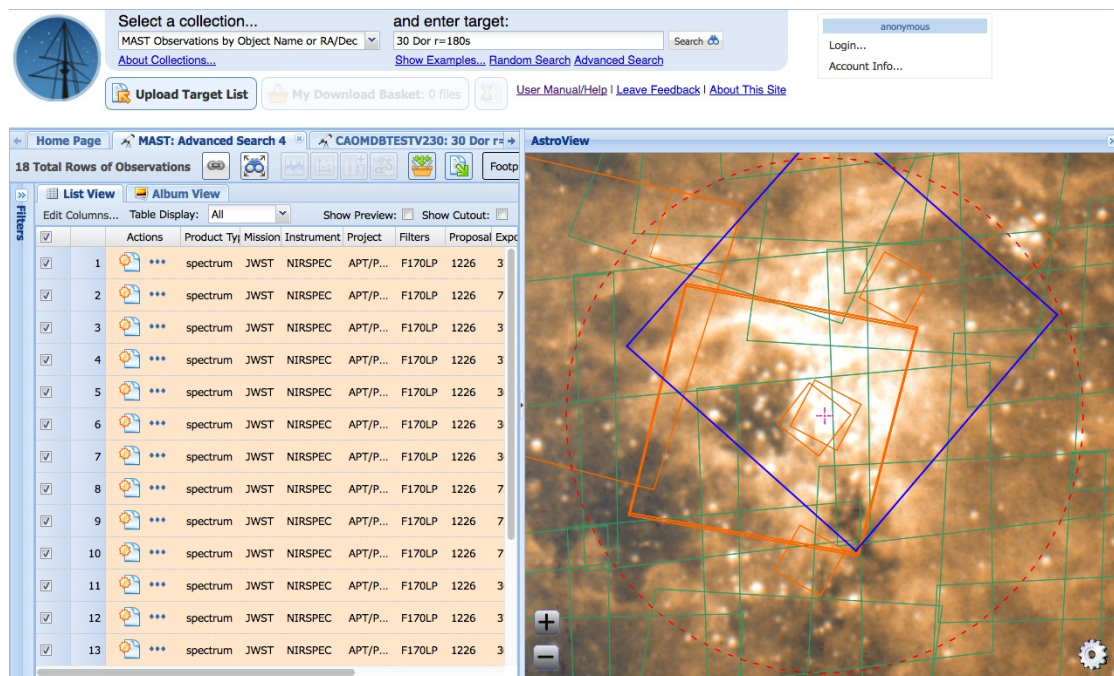 Select a collection... and enter target:
MAST Observations by Object Name or RA/Dec 30 Dor r=180s Search
About Collections... Show Examples... Random Search Advanced Search
anonymous
Login...
Account Info...
Upload Target List My Download Basket: 0 files User Manual/Help | Leave Feedback | About This Site
Home Page MAST: Advanced Search 4 CAOMDBTESTV230: 30 Dor r= AstroView
18 Total Rows of Observations Footp
Filters
List View Album View
Edit Columns... Table Display: All Show Preview: Show Cutout:
Actions Product Typ Mission Instrument Project Filters Proposal Expo
1 spectrum JWST NIRSPEC APT/P... F170LP 1226 3
2 spectrum JWST NIRSPEC APT/P... F170LP 1226 7
3 spectrum JWST NIRSPEC APT/P... F170LP 1226 3
4 spectrum JWST NIRSPEC APT/P... F170LP 1226 3
5 spectrum JWST NIRSPEC APT/P... F170LP 1226 3
6 spectrum JWST NIRSPEC APT/P... F170LP 1226 3
7 spectrum JWST NIRSPEC APT/P... F170LP 1226 3
8 spectrum JWST NIRSPEC APT/P... F170LP 1226 7
9 spectrum JWST NIRSPEC APT/P... F170LP 1226 7
10 spectrum JWST NIRSPEC APT/P... F170LP 1226 7
11 spectrum JWST NIRSPEC APT/P... F170LP 1226 3
12 spectrum JWST NIRSPEC APT/P... F170LP 1226 3
13 spectrum JWST NIRSPEC APT/P... F170LP 1226 3